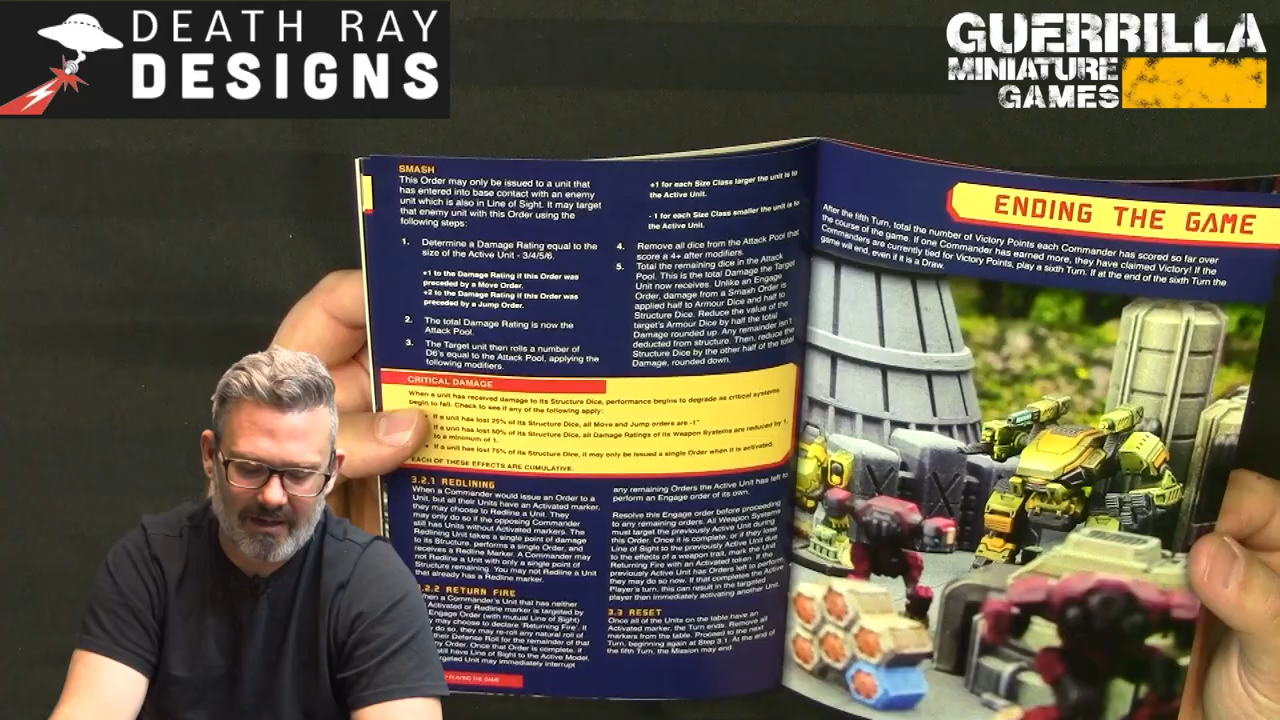 DEATH RAY
DESIGNS
GUERRILLA
MINIATURE
GAMES
SMASH
This Order may only be issued to a unit that
has entered into base contact with an enemy
unit which is also in Line of Sight. It may target
that enemy unit with this Order using the
following steps:
1. Determine a Damage Rating equal to the
size of the Active Unit - 3/4/5/6.
+1 to the Damage Rating if this Order was
preceded by a Move Order.
+2 to the Damage Rating if this Order was
preceded by a Jump Order.
2. The total Damage Rating is now the
Attack Pool.
3. The Target unit then rolls a number of
D6's equal to the Attack Pool, applying the
following modifiers.
+1 for each Size Class larger the unit is to
the Active Unit.
- 1 for each Size Class smaller the unit is to
the Active Unit.
4. Remove all dice from the Attack Pool that
score a 4+ after modifiers.
5. Total the remaining dice in the Attack
Pool. This is the total Damage the Target
Unit now receives. Unlike an Engage
Order, damage from a Smash Order is
applied half to Armour Dice and half to
Structure Dice. Reduce the value of the
target's Armour Dice by half the total
Damage rounded up. Any remainder isn't
deducted from structure. Then, reduce the
Structure Dice by the other half of the total
Damage, rounded down.
CRITICAL DAMAGE
When a unit has received damage to its Structure Dice, performance begins to degrade as critical systems
begin to fail. Check to see if any of the following apply:
If a unit has lost 25% of its Structure Dice, all Move and Jump orders are -1"
If a unit has lost 50% of its Structure Dice, all Damage Ratings of its Weapon Systems are reduced by 1,
to a minimum of 1.
If a unit has lost 75% of its Structure Dice, it may only be issued a single Order when it is activated.
EACH OF THESE EFFECTS ARE CUMULATIVE.
3.2.1 REDLINING
When a Commander would issue an Order to a
Unit, but all their Units have an Activated marker,
they may choose to Redline a Unit. They
may only do so if the opposing Commander
still has Units without Activated markers. The
Redlining Unit takes a single point of damage
to its Structure, performs a single Order, and
receives a Redline Marker. A Commander may
not Redline a Unit with only a single point of
Structure remaining. You may not Redline a Unit
that already has a Redline marker.
2.2 RETURN FIRE
hen a Commander's Unit that has neither
Activated or Redline marker is targeted by
Engage Order (with mutual Line of Sight)
may choose to declare 'Returning Fire'. If
do so, they may re-roll any natural roll of
their Defense Roll for the remainder of that
Order. Once that Order is complete, if
still have Line of Sight to the Active Model,
rgeted Unit may immediately interrupt
any remaining Orders the Active Unit has left to
perform an Engage order of its own.
Resolve this Engage order before proceeding
to any remaining orders. All Weapon Systems
must target the previously Active Unit during
this Order. Once it is complete, or if they lose
Line of Sight to the previously Active Unit due
to the effects of a weapon trait, mark the Unit
Returning Fire with an Activated token. If the
previously Active Unit has Orders left to perform,
they may do so now. If that completes the Active
Player's turn, this can result in the targeted
player then immediately activating another Unit.
3.3 RESET
Once all of the Units on the table have an
Activated marker, the Turn ends. Remove all
markers from the table. Proceed to the next
Turn, beginning again at Step 3.1. At the end of
the fifth Turn, the Mission may end.
PLAYING THE GAME
ENDING THE GAME
After the fifth Turn, total the number of Victory Points each Commander has scored so far over
the course of the game. If one Commander has earned more, they have claimed Victory! If the
Commanders are currently tied for Victory Points, play a sixth Turn. If at the end of the sixth Turn the
game will end, even if it is a Draw.